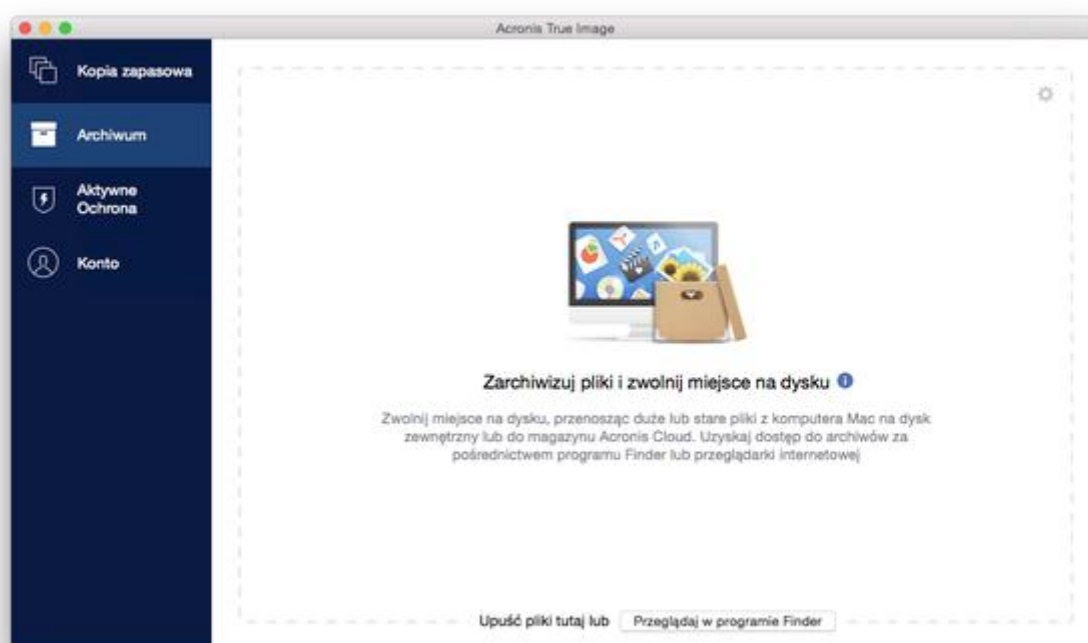 Acronis True Image
Kopia zapasowa
Archiwum
Aktywne
Ochrona
Konto
Zarchiwizuj pliki i zwolnij miejsce na dysku
Zwolnij miejsce na dysku, przenosząc duże lub stare pliki z komputera Mac na dysk
zewnętrzny lub do magazynu Acronis Cloud. Uzyskaj dostęp do archiwów za
pośrednictwem programu Finder lub przeglądarki internetowej
Upuść pliki tutaj lub Przeglądaj w programie Finder